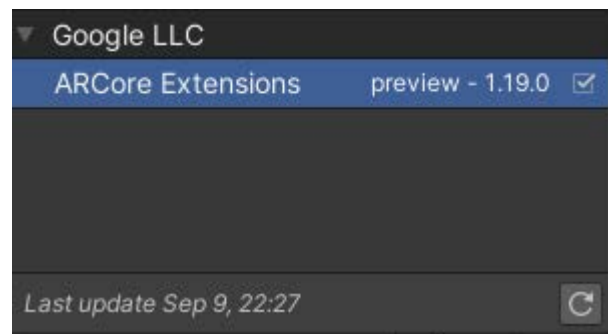 Google LLC
ARCore Extensions preview - 1.19.0
Last update Sep 9, 22:27